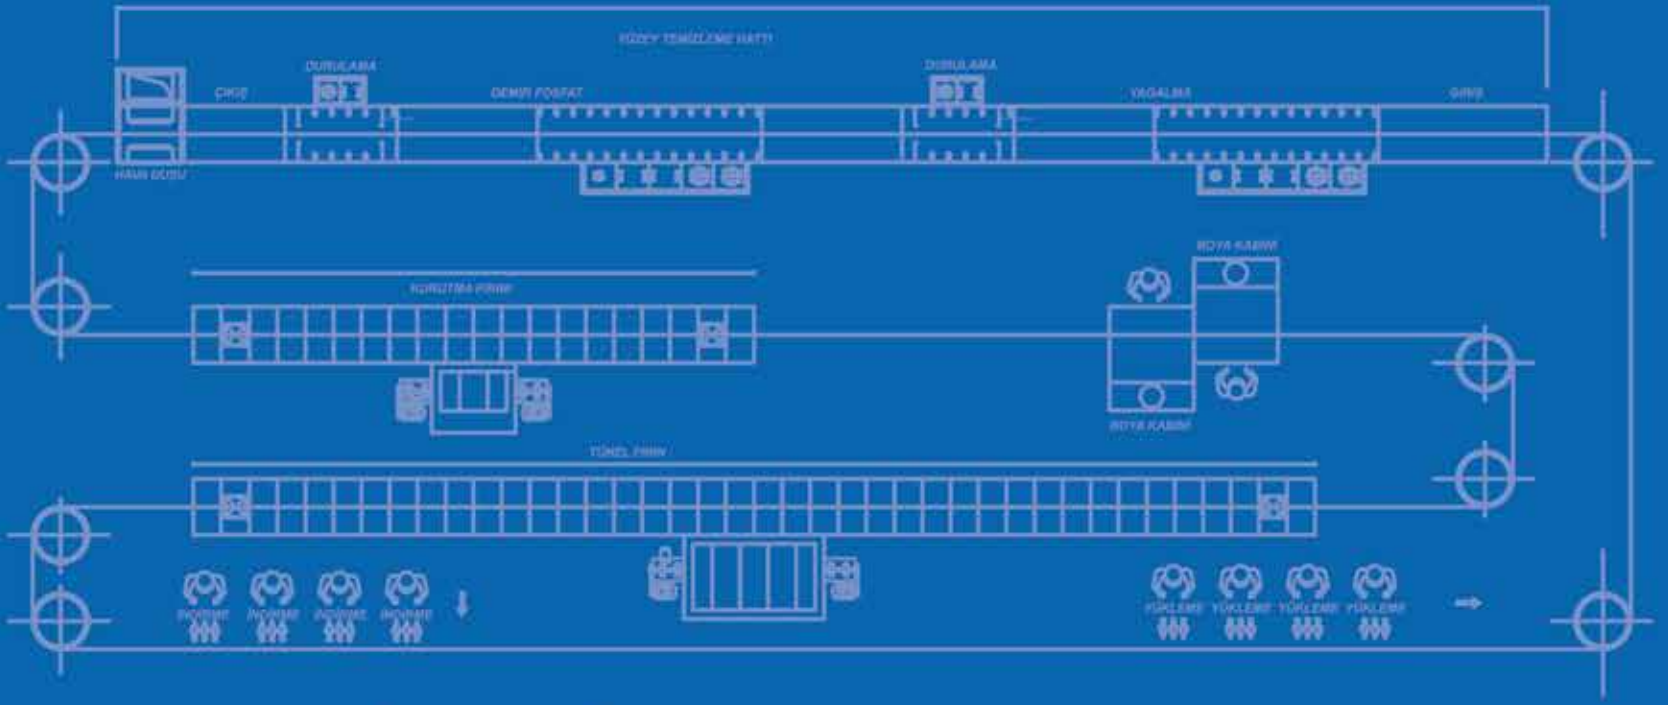 YÜZEY TEMİZLEME HATTI
DURULAMA
DURULAMA
ÇIKIŞ
DEMİR FOSFAT
YAĞALMA
GİRİŞ
HAVA DUŞU
BOYA KABİNİ
KURUTMA FIRINI
BOYA KABİNİ
TÜNEL FIRIN
İNDİRME İNDİRME İNDİRME İNDİRME
YÜKLEME YÜKLEME YÜKLEME YÜKLEME